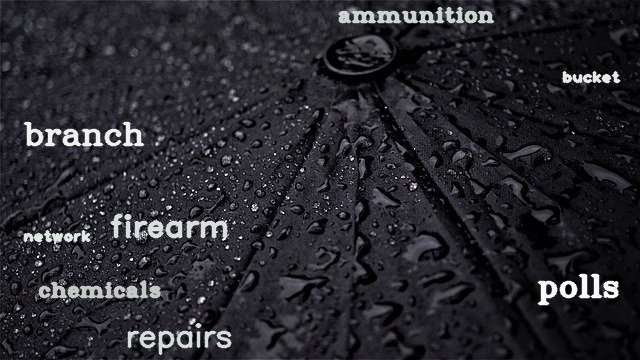 ammunition
bucket
branch
firearm
network
chemicals
polls
repairs